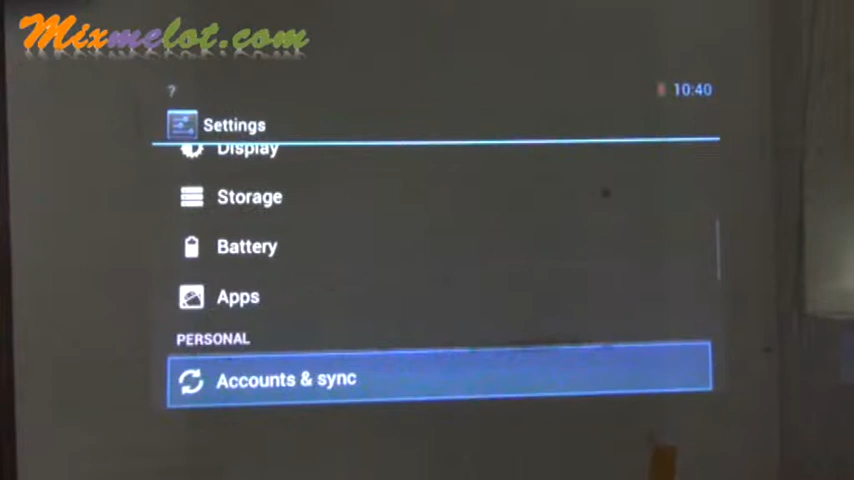 Mixmelot.com
?
10:40
Settings
Display
Storage
Battery
Apps
PERSONAL
Accounts & sync